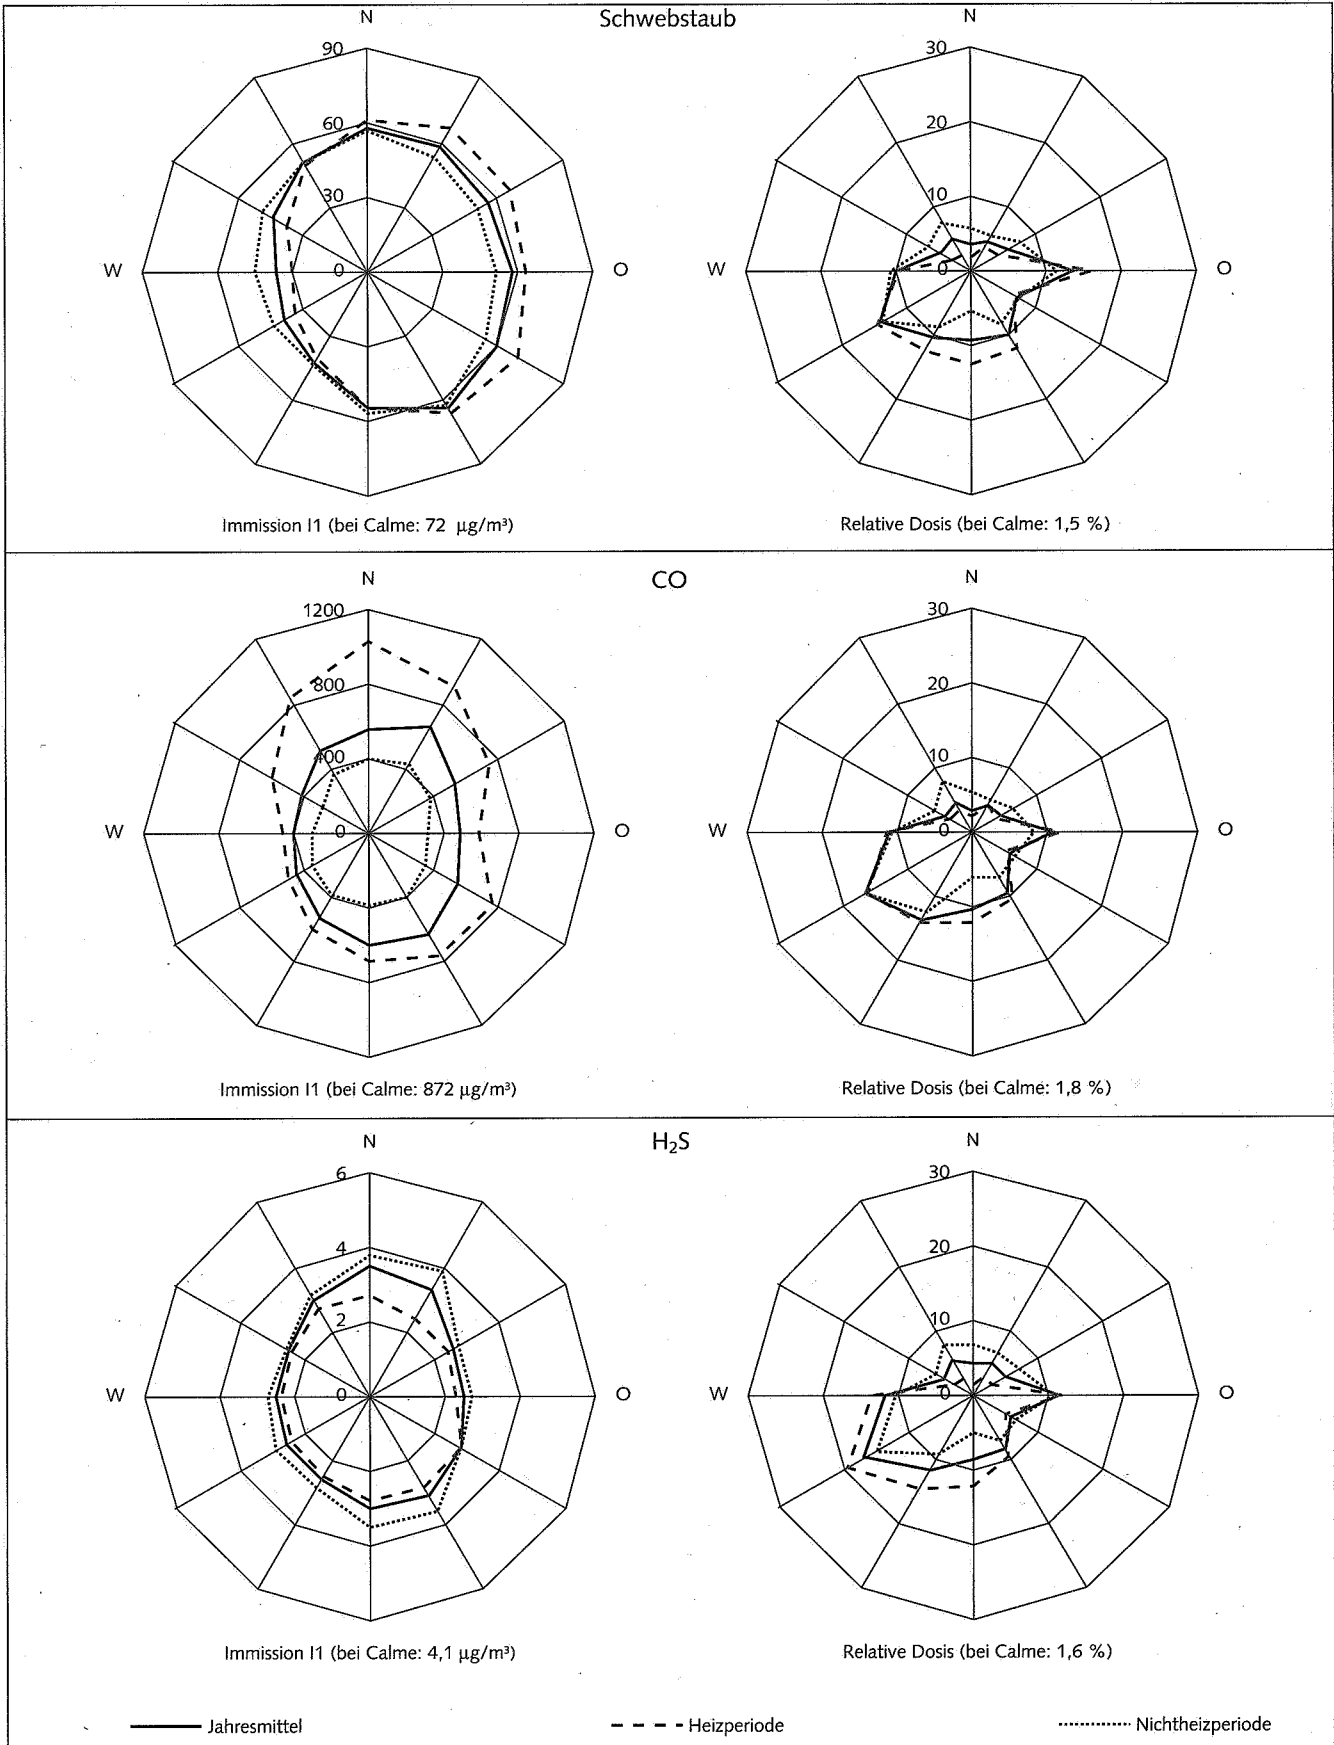 Schwebstaub
N
90
60
30
0
W
O
Immission I1 (bei Calme: 72 µg/m³)
N
30
20
10
0
W
O
Relative Dosis (bei Calme: 1,5 %)
CO
N
1200
800
400
0
W
O
Immission I1 (bei Calme: 872 µg/m³)
N
30
20
10
0
W
O
Relative Dosis (bei Calme: 1,8 %)
H₂S
N
6
4
2
0
W
O
Immission I1 (bei Calme: 4,1 µg/m³)
N
30
20
10
0
W
O
Relative Dosis (bei Calme: 1,6 %)
Jahresmittel
Heizperiode
Nichtheizperiode